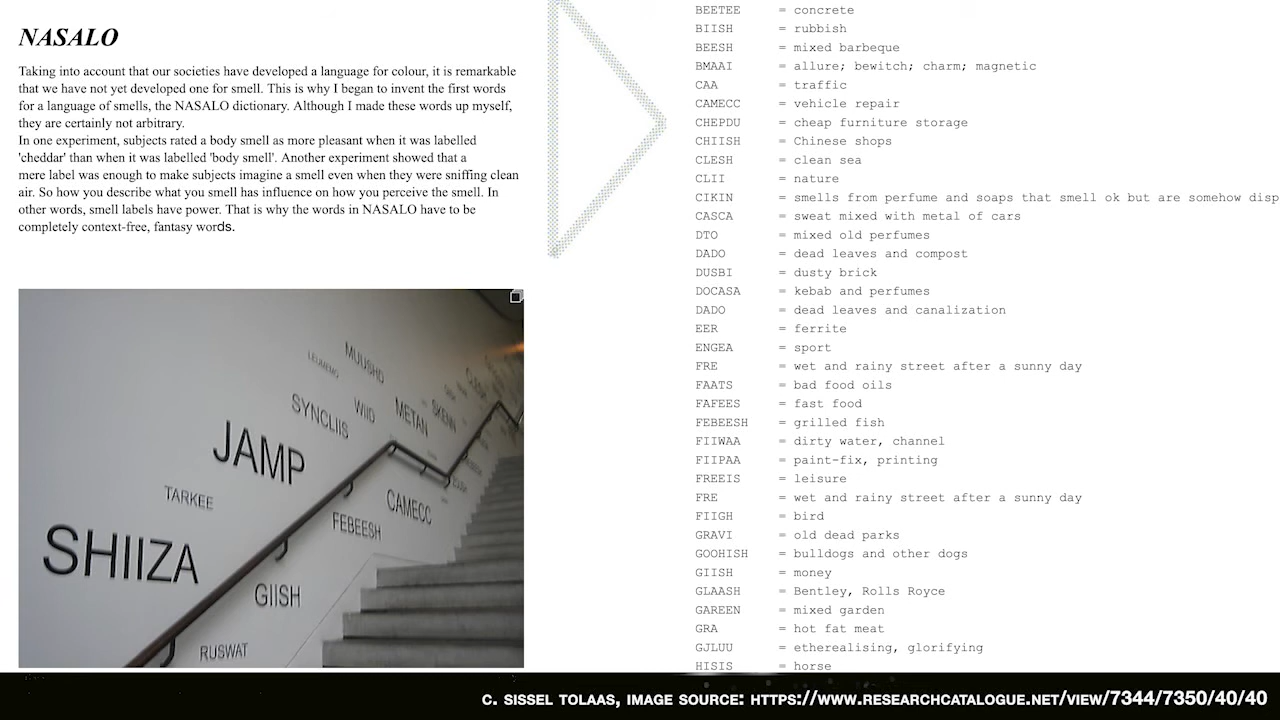 NASALO
Taking into account that our societies have developed a language for colour, it is remarkable
that we have not yet developed one for smell. This is why I began to invent the first words
for a language of smells, the NASALO dictionary. Although I made these words up myself,
they are certainly not arbitrary.
In one experiment, subjects rated body smell as more pleasant when it was labelled
'cheddar' than when it was labelled 'body smell'. Another experiment showed that a
mere label was enough to make subjects imagine a smell even when they were sniffing clean
air. So how you describe what you smell has influence on how you perceive the smell. In
other words, smell labels have power. That is why the words in NASALO have to be
completely context-free fantasy words.
MUUSHO
SYNCLIIS
WIID
METAN
JAMP
TARKEE
CAMECC
FEBEESH
SHIIZA
GIISH
RUSWAT
BEETEE = concrete
BIISH = rubbish
BEESH = mixed barbeque
BMAAI = allure; bewitch; charm; magnetic
CAA = traffic
CAMECC = vehicle repair
CHEPDU = cheap furniture storage
CHIISH = Chinese shops
CLESH = clean sea
CLII = nature
CIKIN = smells fom perfume and soaps that smell ok but are somehow disp
CASCA = sweat mixed with metal of cars
DTO = mixed old perfumes
DADO = dead leaves and compost
DUSBI = dusty brick
DOCASA = kebab and perfumes
DADO = dead leaves and canalization
EER = ferrite
ENGEA = sport
FRE = wet and rainy street after a sunny day
FAATS = bad food oils
FAFEES = fast food
FEBEESH = grilled fish
FIIWAA = dirty water, channel
FIIPAA = paint-fix, printing
FREEIS = leisure
FRE = wet and rainy street after a sunny day
FIIGH = bird
GRAVI = old dead parks
GOOHISH = bulldogs and other dogs
GIISH = money
GLAASH = Bentley, Rolls Royce
GAREEN = mixed garden
GRA = hot fat meat
GJLUU = etherealising, glorifying
HISIS = horse
C. SISSEL TOLAAS, IMAGE SOURCE: HTTPS://WWW.RESEARCHCATALOGUE.NET/VIEW/7344/7350/40/40